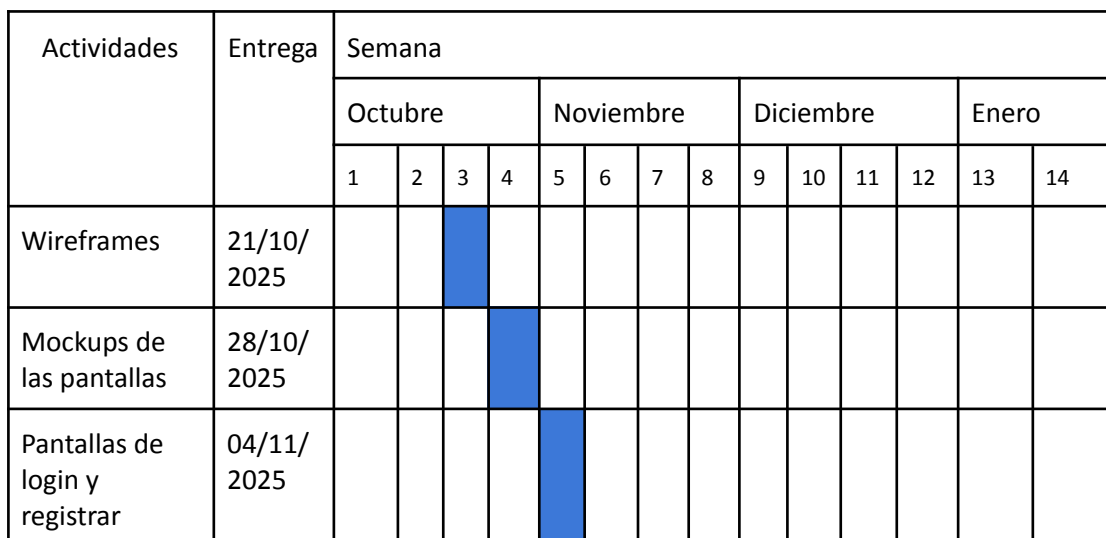 Actividades
Entrega
Semana
Octubre
Noviembre
Diciembre
Enero
1
2
3
4
5
6
7
8
9
10
11
12
13
14
Wireframes
21/10/
2025
Mockups de
las pantallas
28/10/
2025
Pantallas de
login y
registrar
04/11/
2025